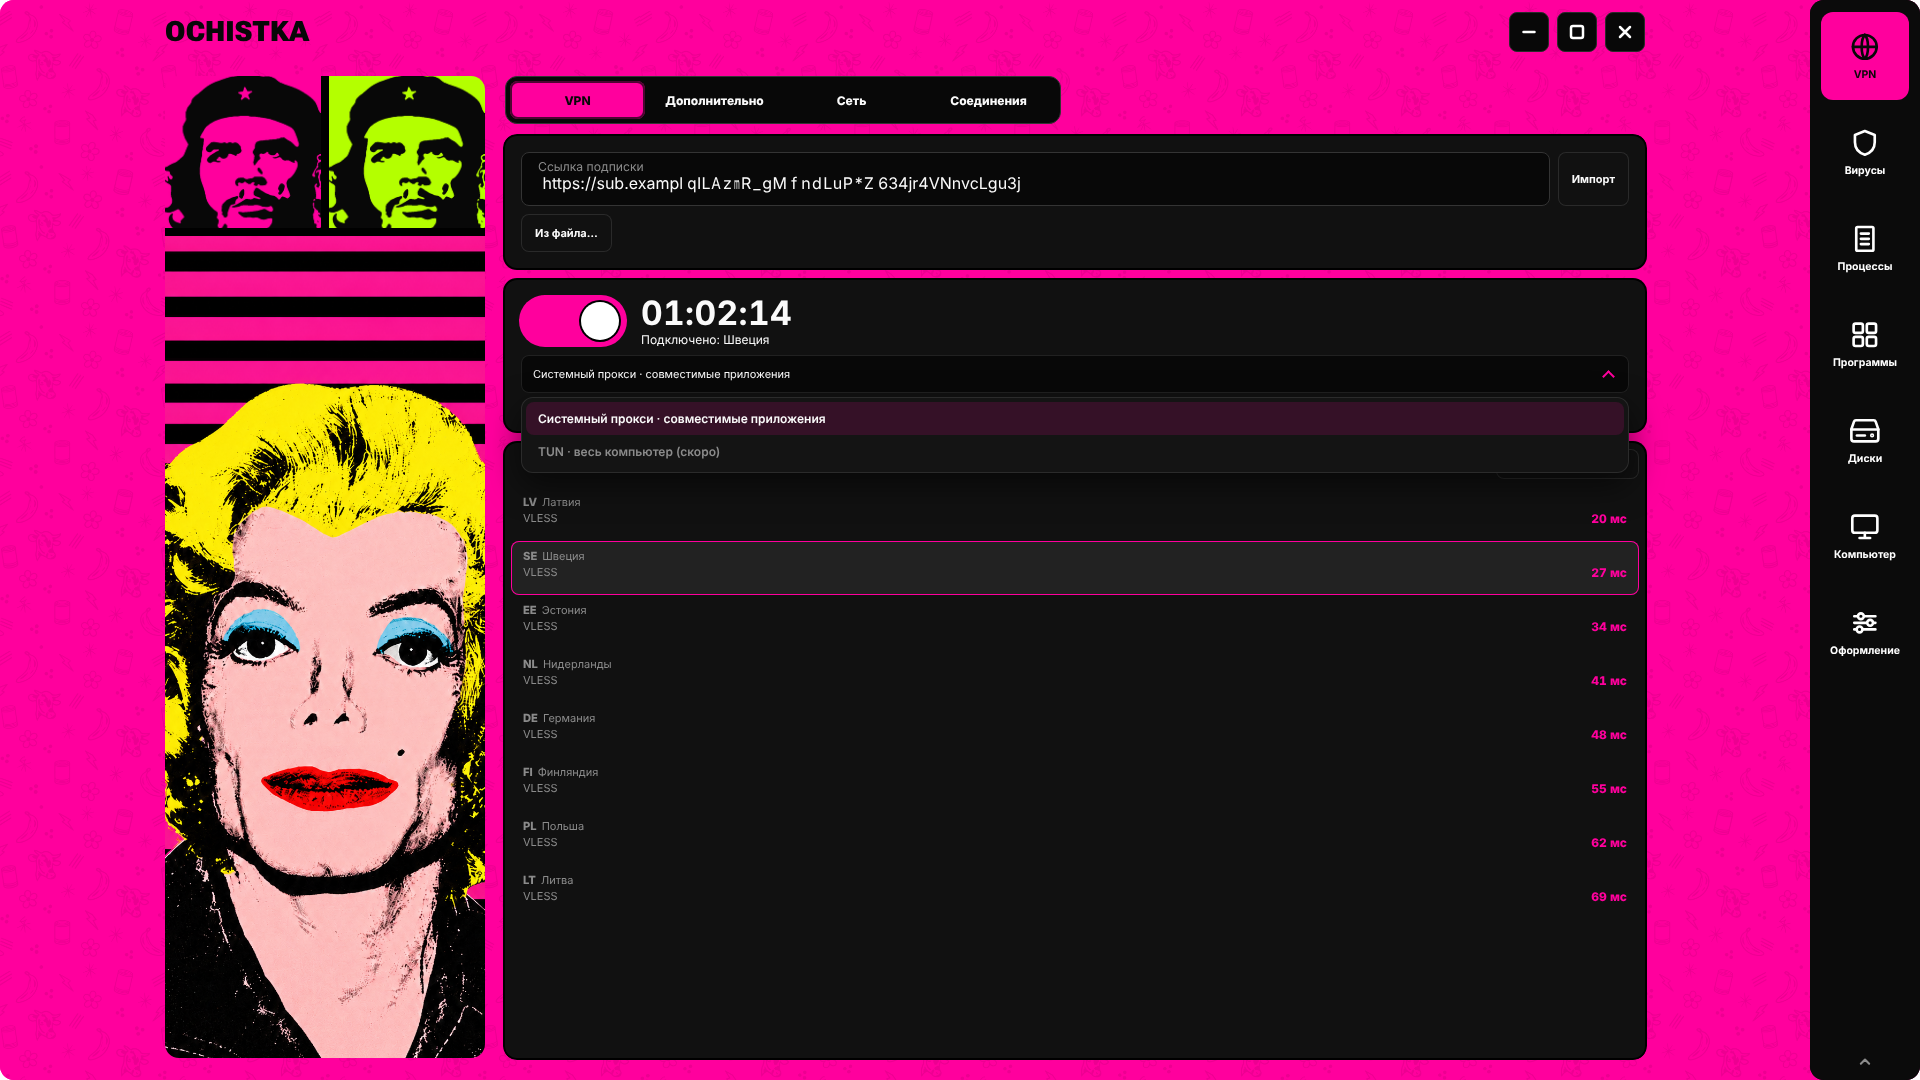 OCHISTKA
VPN
Дополнительно
Сеть
Соединения
Ссылка подписки
https://sub.exampl
Импорт
Из файла...
01:02:14
Подключено: Швеция
Системный прокси · совместимые приложения
Системный прокси · совместимые приложения
TUN · весь компьютер (скоро)
LV Латвия
VLESS
20 мс
SE Швеция
VLESS
27 мс
EE Эстония
VLESS
34 мс
NL Нидерланды
VLESS
41 мс
DE Германия
VLESS
48 мс
FI Финляндия
VLESS
55 мс
PL Польша
VLESS
62 мс
LT Литва
VLESS
69 мс
VPN
Вирусы
Процессы
Программы
Диски
Компьютер
Оформление